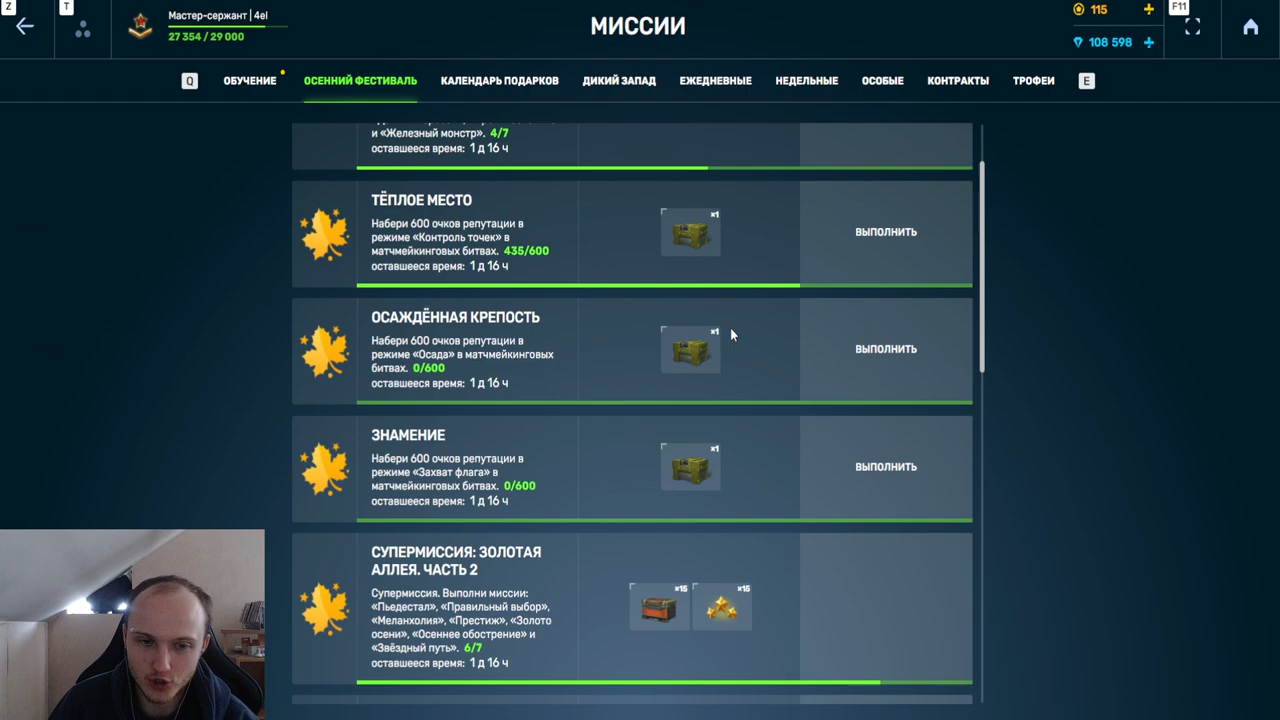 Z
T
Мастер-сержант | 4el
27 354 / 29 000
МИССИИ
115
F11
108 598
Q
ОБУЧЕНИЕ
ОСЕННИЙ ФЕСТИВАЛЬ
КАЛЕНДАРЬ ПОДАРКОВ
ДИКИЙ ЗАПАД
ЕЖЕДНЕВНЫЕ
НЕДЕЛЬНЫЕ
ОСОБЫЕ
КОНТРАКТЫ
ТРОФЕИ
E
и «Железный монстр». 4/7
оставшееся время: 1 д 16 ч
ТЁПЛОЕ МЕСТО
Набери 600 очков репутации в
режиме «Контроль точек» в
матчмейкинговых битвах. 435/600
оставшееся время: 1 д 16 ч
x1
ВЫПОЛНИТЬ
ОСАЖДЁННАЯ КРЕПОСТЬ
Набери 600 очков репутации в
режиме «Осада» в матчмейкинговых
битвах. 0/600
оставшееся время: 1 д 16 ч
x1
ВЫПОЛНИТЬ
ЗНАМЕНИЕ
Набери 600 очков репутации в
режиме «Захват флага» в
матчмейкинговых битвах. 0/600
оставшееся время: 1 д 16 ч
x1
ВЫПОЛНИТЬ
СУПЕРМИССИЯ: ЗОЛОТАЯ
АЛЛЕЯ. ЧАСТЬ 2
Супермиссия. Выполни миссии:
«Пьедестал», «Правильный выбор»,
«Меланхолия», «Престиж», «Золото
осени», «Осеннее обострение» и
«Звёздный путь». 6/7
оставшееся время: 1 д 16 ч
x15
x15